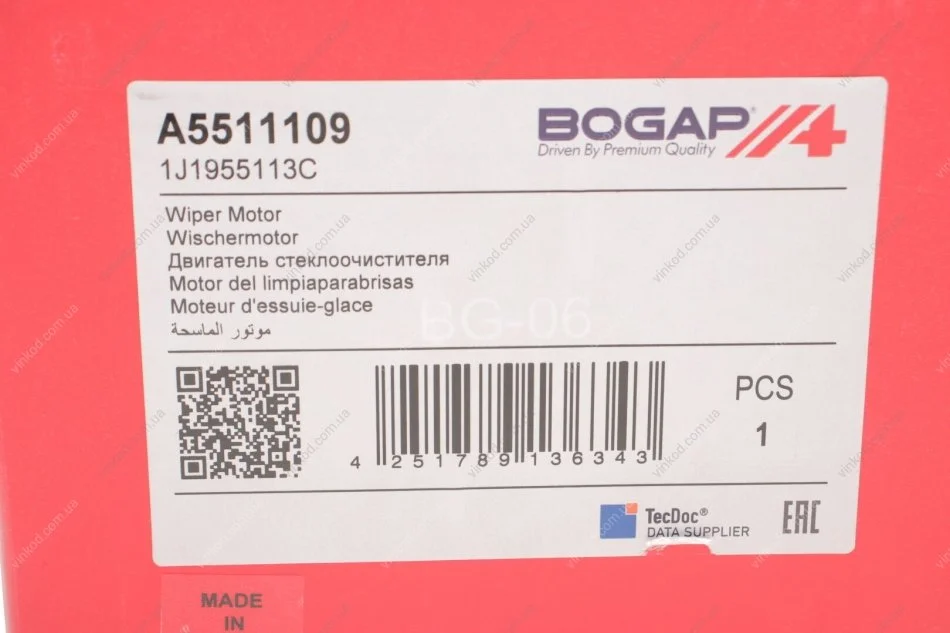 A5511109
1J1955113C
BOGAP
Driven By Premium Quality
Wiper Motor
Wischermotor
Двигатель стеклоочистителя
Motor del limpiaparabrisas
Moteur d'essuie-glace
موتور الماسحة
BG-06
4 251789 136343
PCS
1
TecDoc®
DATA SUPPLIER
EAC
MADE
IN
vinkod.com.ua